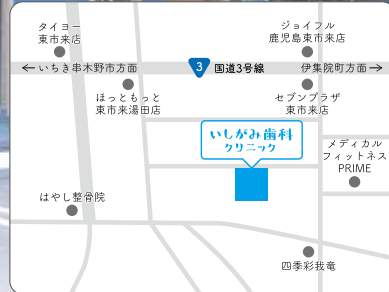 タイヨー
東市来店
ジョイフル
鹿児島東市来店
←いちき串木野市方面
3
国道3号線
伊集院町方面→
ほっともっと
東市来湯田店
セブンプラザ
東市来店
いしがみ歯科
クリニック
メディカル
フィットネス
PRIME
はやし整骨院
四季彩我竜